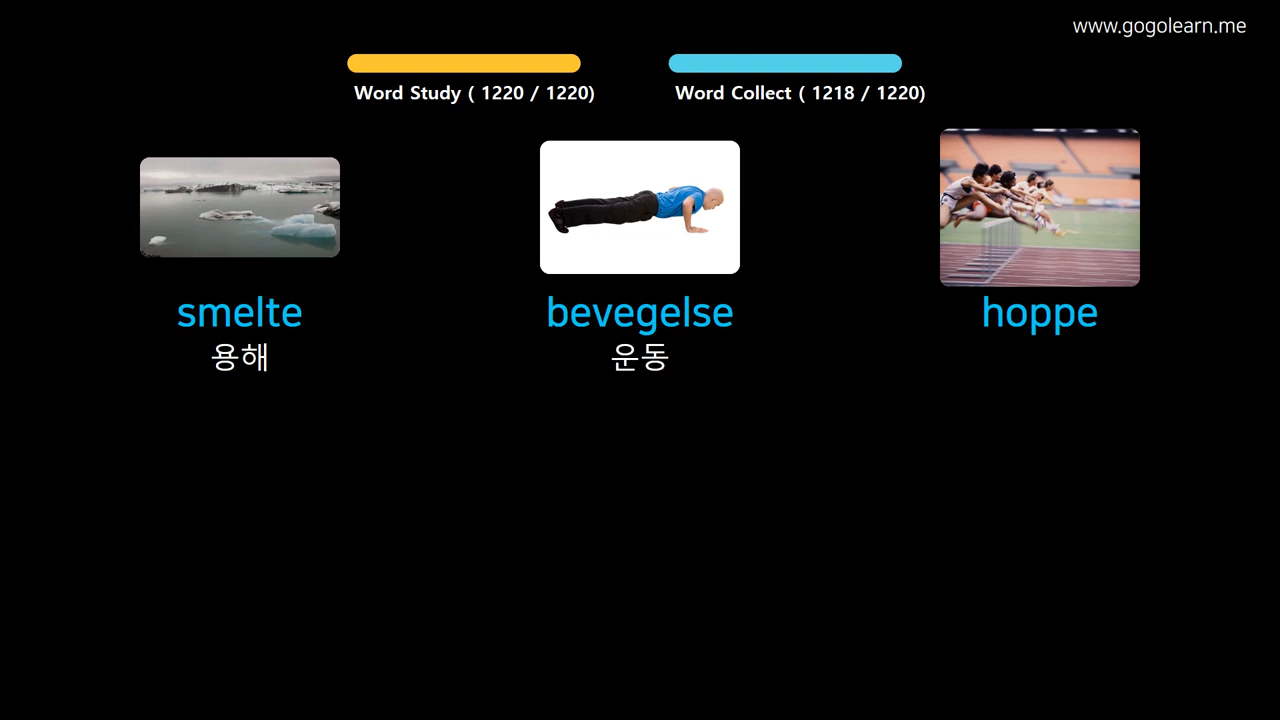 www.gogolearn.me
Word Study ( 1220 / 1220)
Word Collect ( 1218 / 1220)
smelte
bevegelse
hoppe
용해
운동